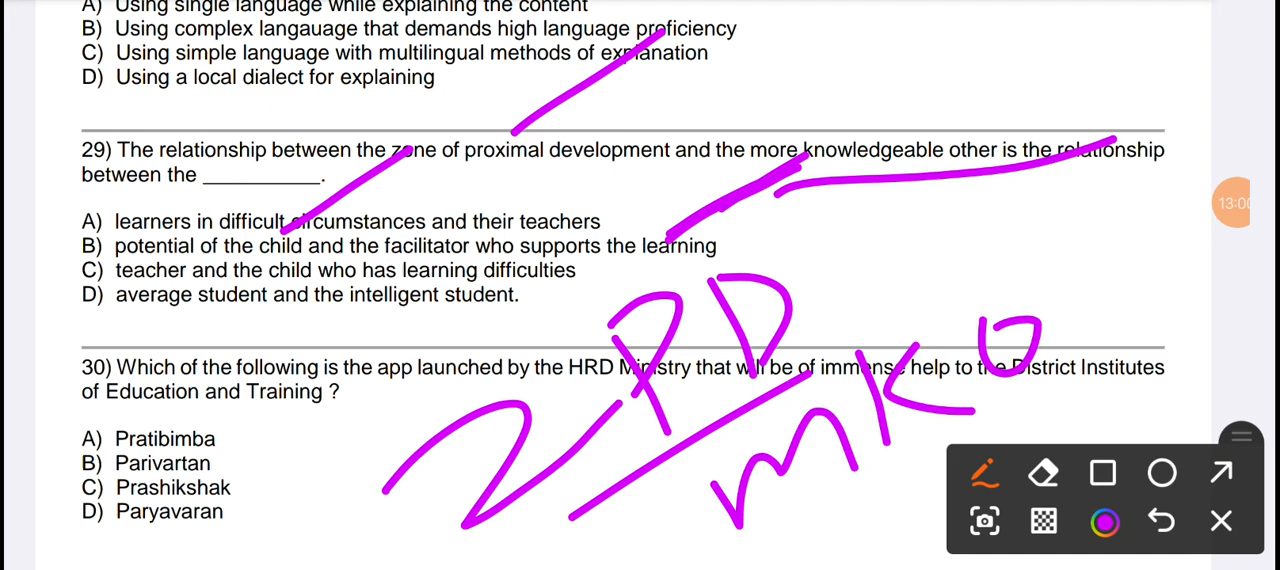 A) Using single language while explaining the content
B) Using complex langauage that demands high language proficiency
C) Using simple language with multilingual methods of explanation
D) Using a local dialect for explaining
29) The relationship between the zone of proximal development and the more knowledgeable other is the relationship
between the __________.
A) learners in difficult circumstances and their teachers
B) potential of the child and the facilitator who supports the learning
C) teacher and the child who has learning difficulties
D) average student and the intelligent student.
30) Which of the following is the app launched by the HRD Ministry that will be of immense help to the District Institutes
of Education and Training ?
A) Pratibimba
B) Parivartan
C) Prashikshak
D) Paryavaran
ZPD
MKO
13:00